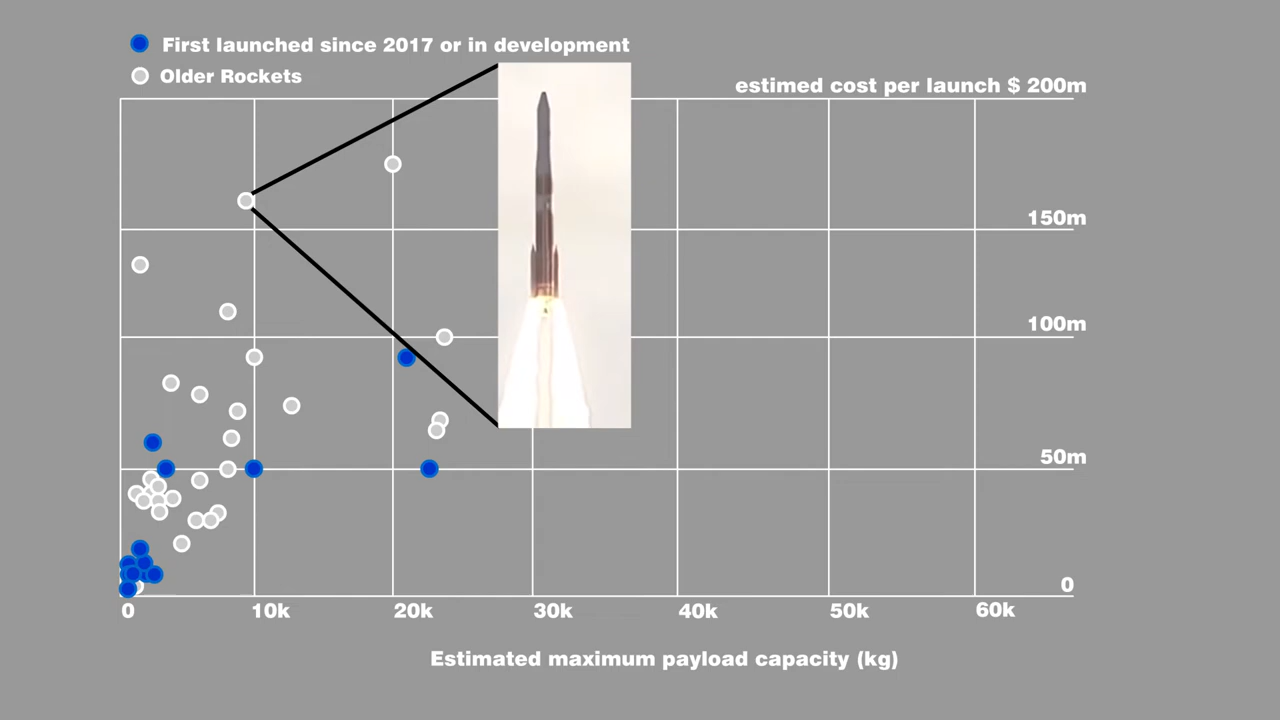 First launched since 2017 or in development
Older Rockets
estimed cost per launch $ 200m
150m
100m
50m
0
0 10k 20k 30k 40k 50k 60k
Estimated maximum payload capacity (kg)